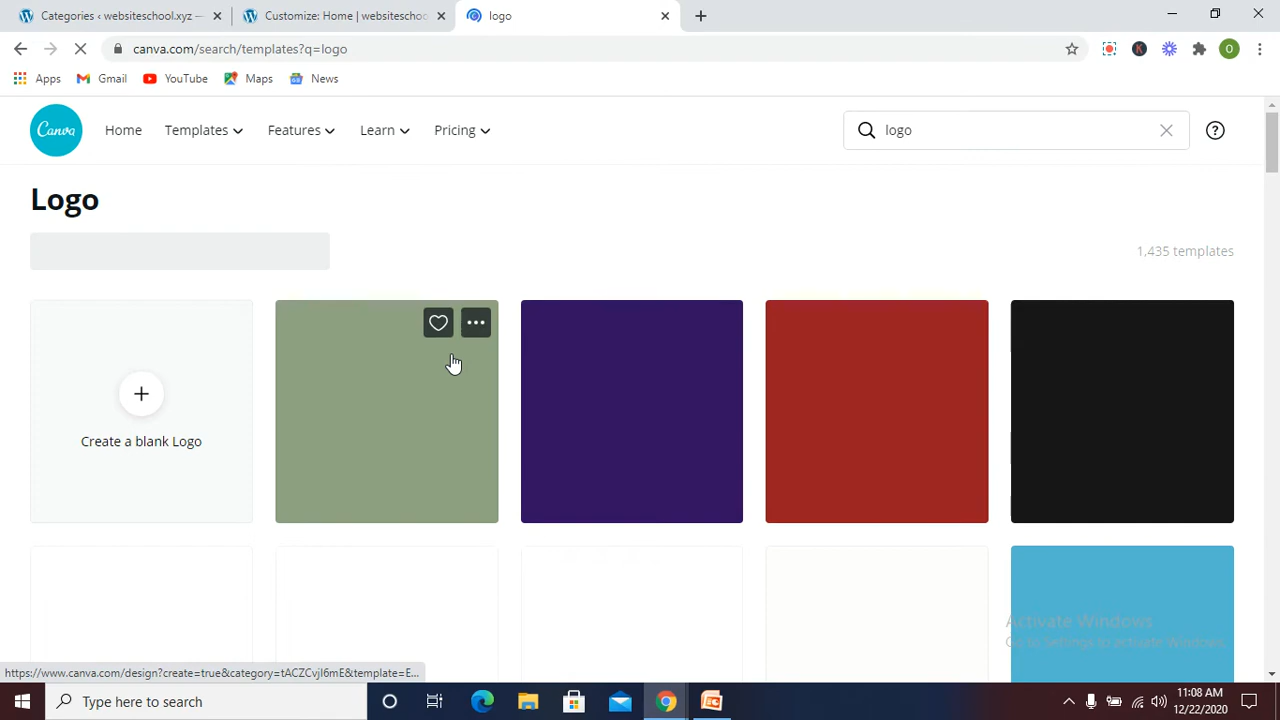 Categories ‹ websiteschool.xyz —
Customize: Home | websiteschoo
logo
canva.com/search/templates?q=logo
K
O
Apps
Gmail
YouTube
Maps
News
Canva
Home
Templates
Features
Learn
Pricing
logo
Logo
1,435 templates
Create a blank Logo
Activate Windows
Go to Settings to activate Windows.
https://www.canva.com/design?create=true&category=tACZCvjI6mE&template=E...
Type here to search
11:08 AM
12/22/2020